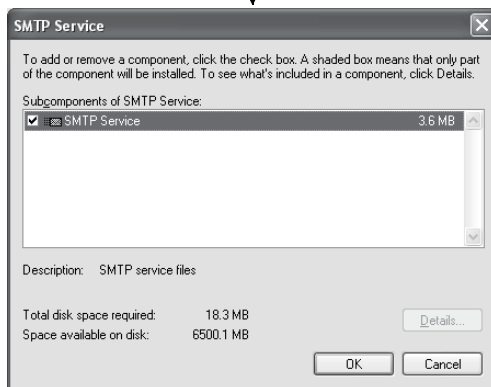 SMTP Service
To add or remove a component, click the check box. A shaded box means that only part
of the component will be installed. To see what's included in a component, click Details.
Subcomponents of SMTP Service:
SMTP Service 3.6 MB
Description: SMTP service files
Total disk space required: 18.3 MB
Details...
Space available on disk: 6500.1 MB
OK Cancel